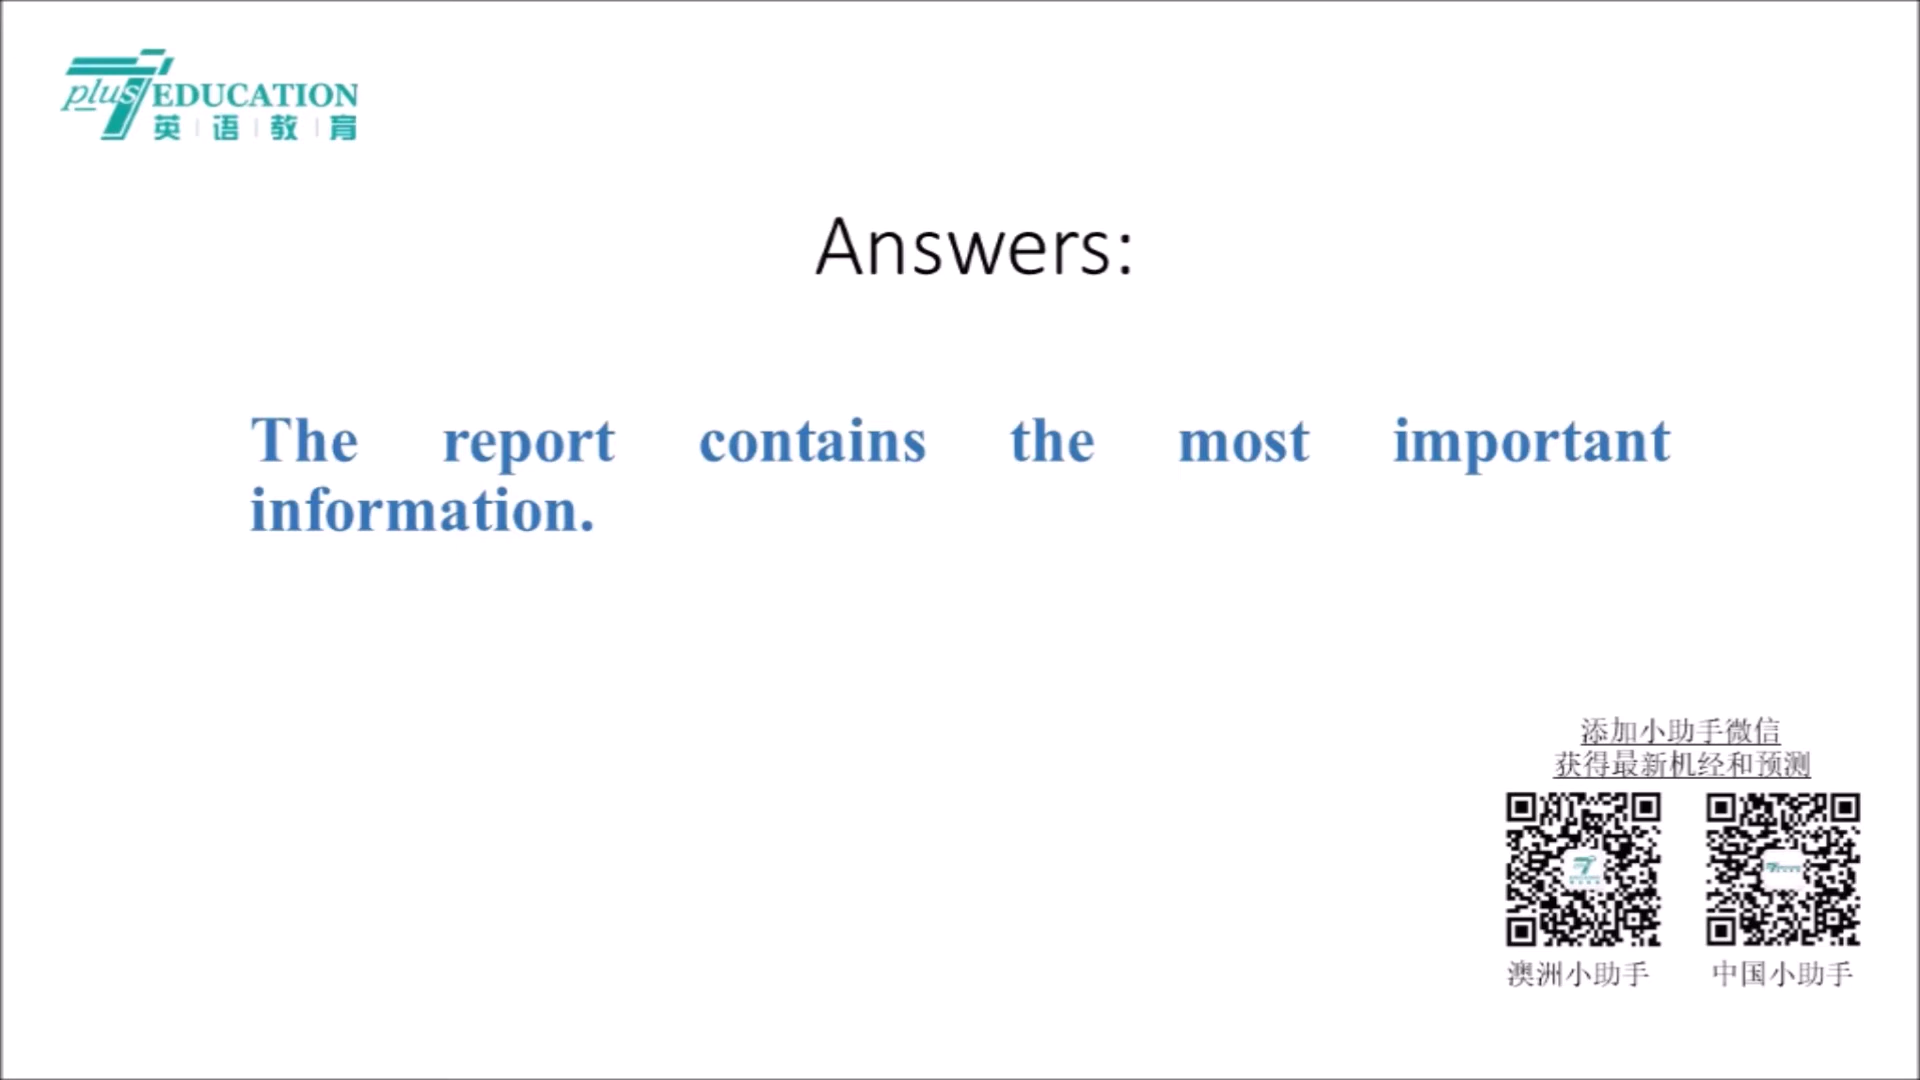 plus 7 EDUCATION
英语教育
Answers:
The report contains the most important
information.
添加小助手微信
获得最新机经和预测
澳洲小助手
中国小助手